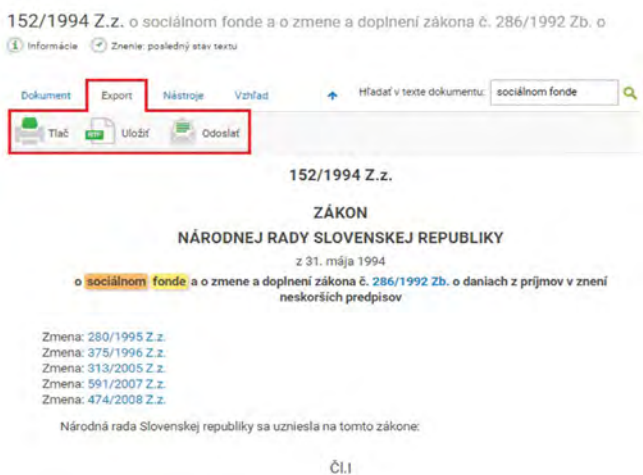 152/1994 Z.z. o sociálnom fonde a o zmene a doplnení zákona č. 286/1992 Zb. o
Informácie Znenie: posledný stav textu
Dokument Export Nástroje Vzhľad Hľadať v texte dokumentu: sociálnom fonde
Tlač Uložiť Odoslať
152/1994 Z.z.
ZÁKON
NÁRODNEJ RADY SLOVENSKEJ REPUBLIKY
z 31. mája 1994
o sociálnom fonde a o zmene a doplnení zákona č. 286/1992 Zb. o daniach z príjmov v znení
neskorších predpisov
Zmena: 280/1995 Z.z.
Zmena: 375/1996 Z.z.
Zmena: 313/2005 Z.z.
Zmena: 591/2007 Z.z.
Zmena: 474/2008 Z.z.
Národná rada Slovenskej republiky sa uzniesla na tomto zákone:
Čl.I